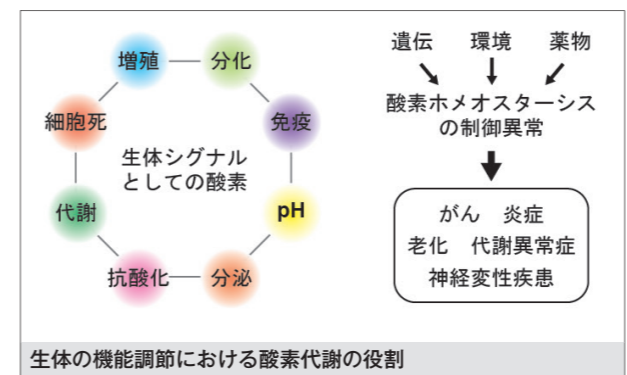 増殖
分化
免疫
pH
分泌
抗酸化
代謝
細胞死
生体シグナル
としての酸素
遺伝 環境 薬物
酸素ホメオスターシス
の制御異常
がん 炎症
老化 代謝異常症
神経変性疾患
生体の機能調節における酸素代謝の役割